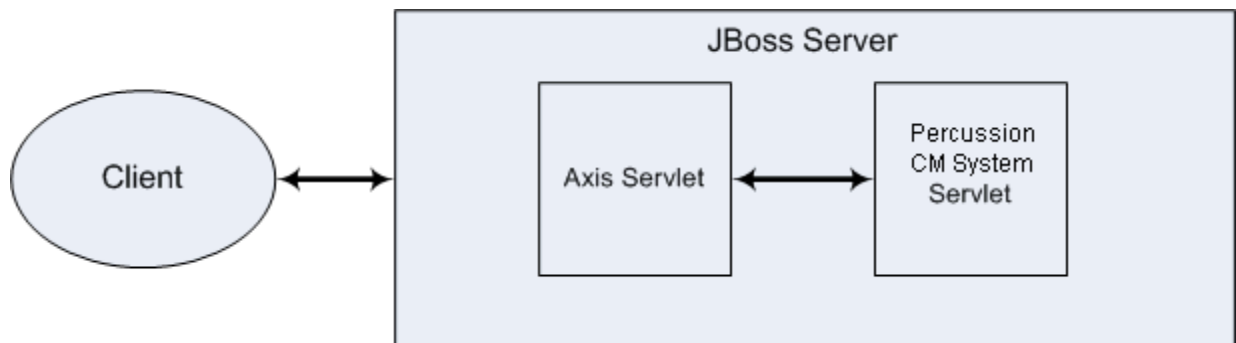 JBoss Server
Client
Axis Servlet
Percussion
CM System
Servlet